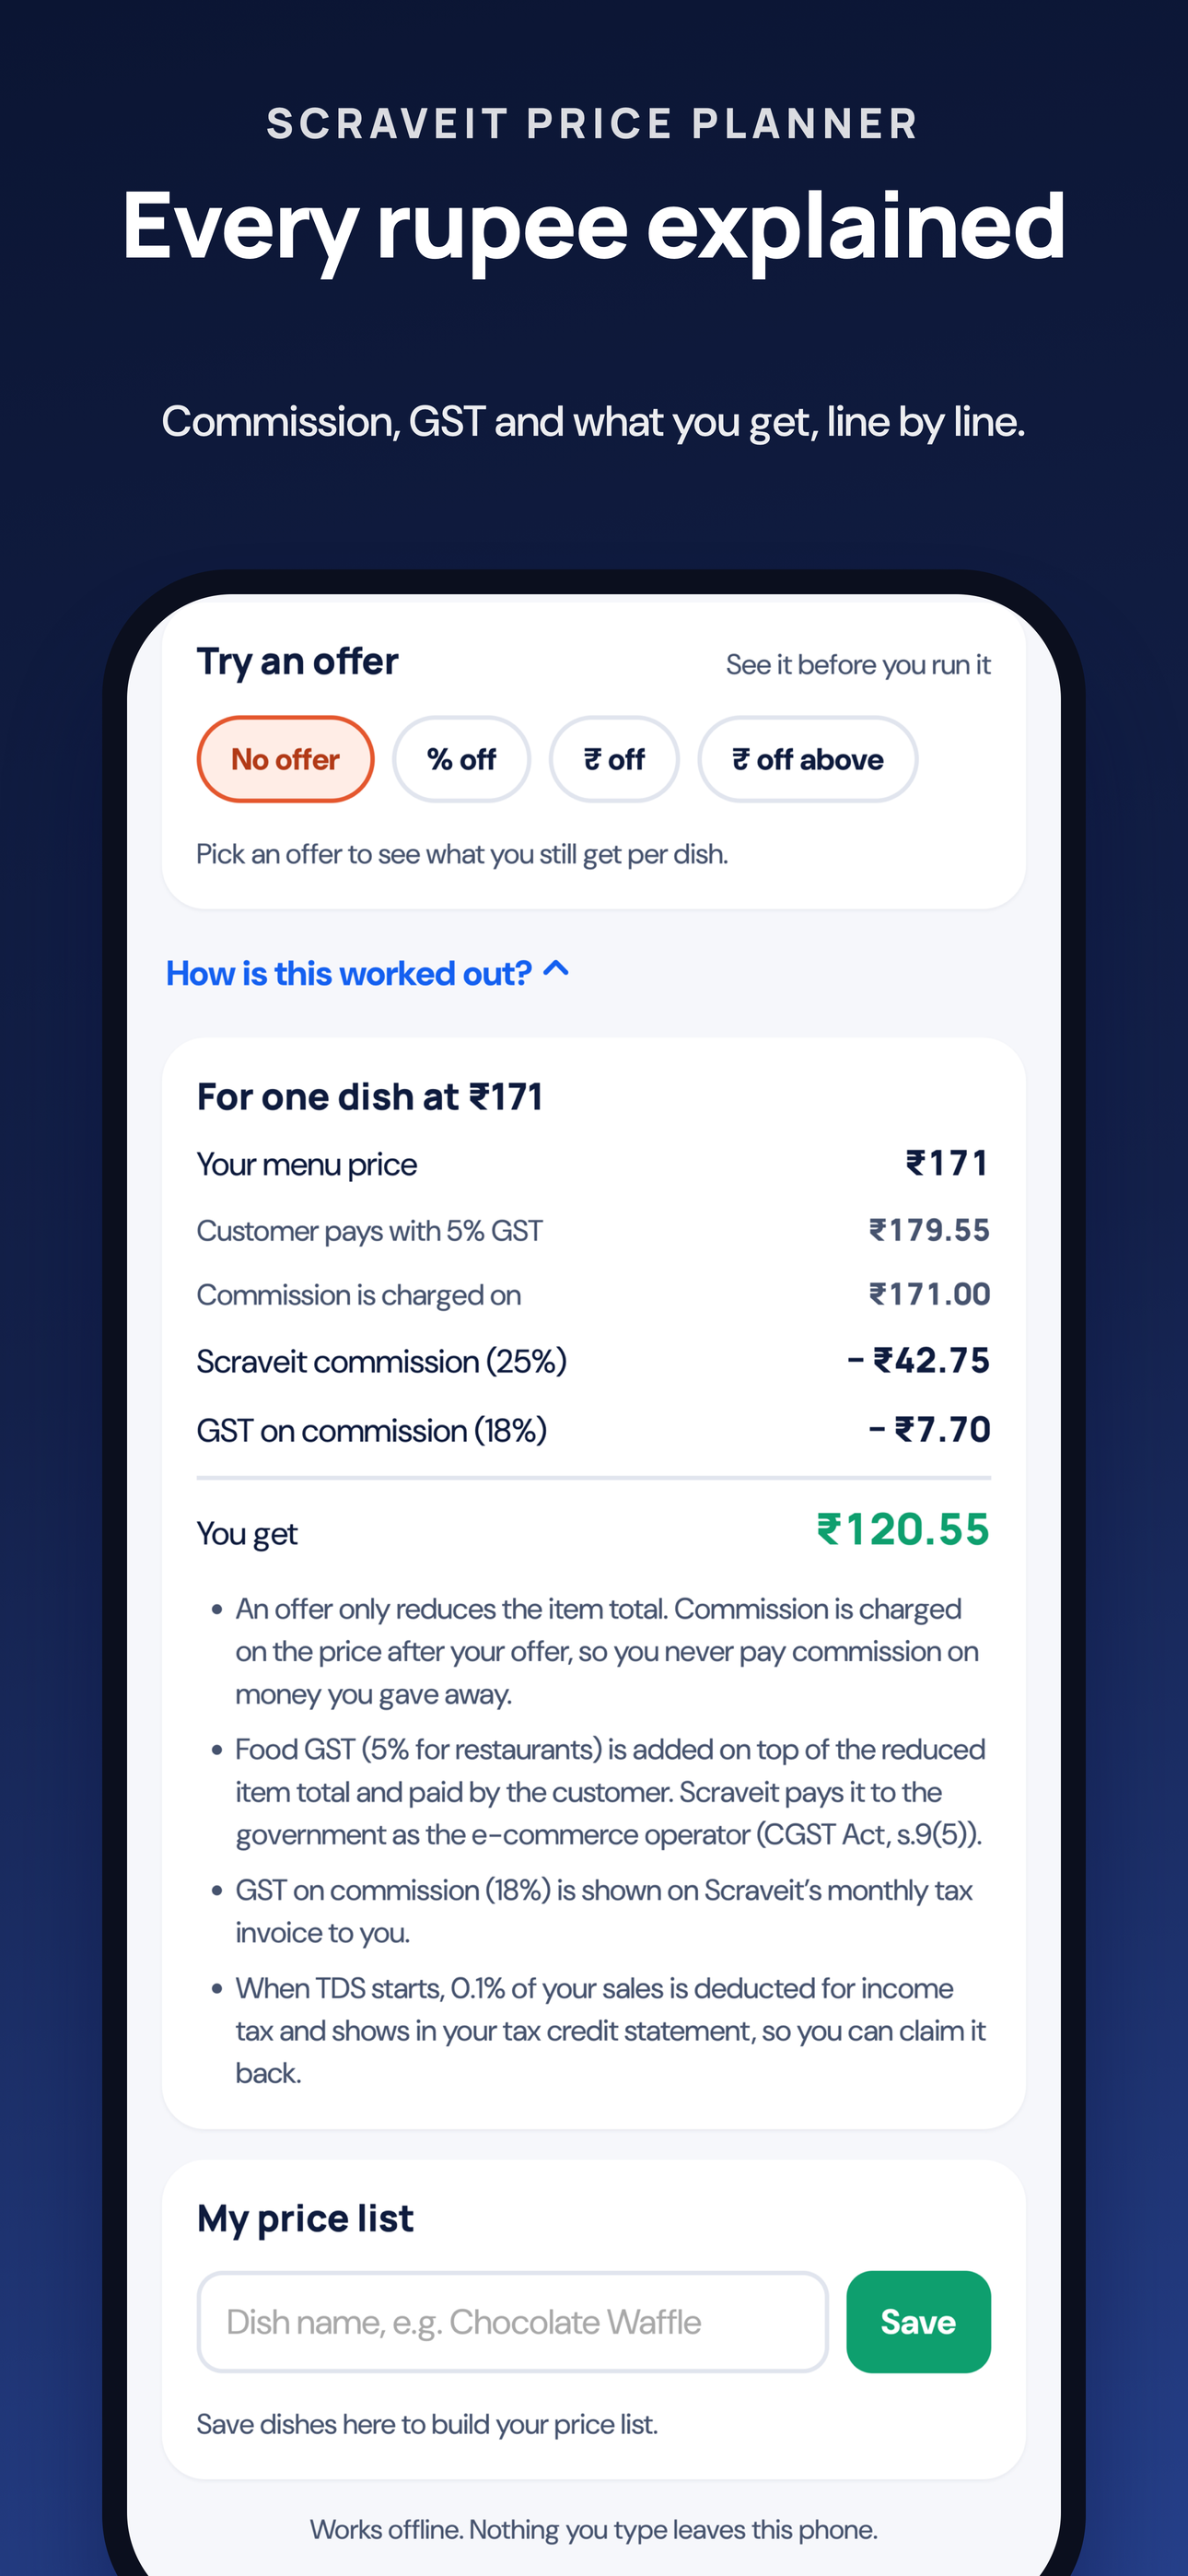 SCRAVEIT PRICE PLANNER
Every rupee explained
Commission, GST and what you get, line by line.
Try an offer
See it before you run it
No offer
% off
₹ off
₹ off above
Pick an offer to see what you still get per dish.
How is this worked out?
For one dish at ₹171
Your menu price ₹171
Customer pays with 5% GST ₹179.55
Commission is charged on ₹171.00
Scraveit commission (25%) – ₹42.75
GST on commission (18%) – ₹7.70
You get ₹120.55
• An offer only reduces the item total. Commission is charged
on the price after your offer, so you never pay commission on
money you gave away.
• Food GST (5% for restaurants) is added on top of the reduced
item total and paid by the customer. Scraveit pays it to the
government as the e-commerce operator (CGST Act, s.9(5)).
• GST on commission (18%) is shown on Scraveit’s monthly tax
invoice to you.
• When TDS starts, 0.1% of your sales is deducted for income
tax and shows in your tax credit statement, so you can claim it
back.
My price list
Dish name, e.g. Chocolate Waffle
Save
Save dishes here to build your price list.
Works offline. Nothing you type leaves this phone.